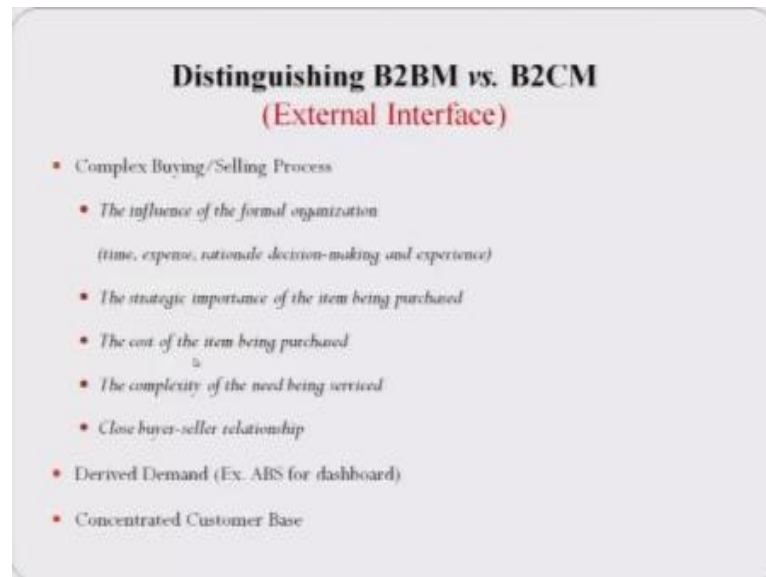 Distinguishing B2BM vs. B2CM
(External Interface)
• Complex Buying/Selling Process
• The influence of the formal organization
(time, expense, rationale decision-making and experience)
• The strategic importance of the item being purchased
• The cost of the item being purchased
• The complexity of the need being serviced
• Close buyer-seller relationship
• Derived Demand (Ex. ABS for dashboard)
• Concentrated Customer Base